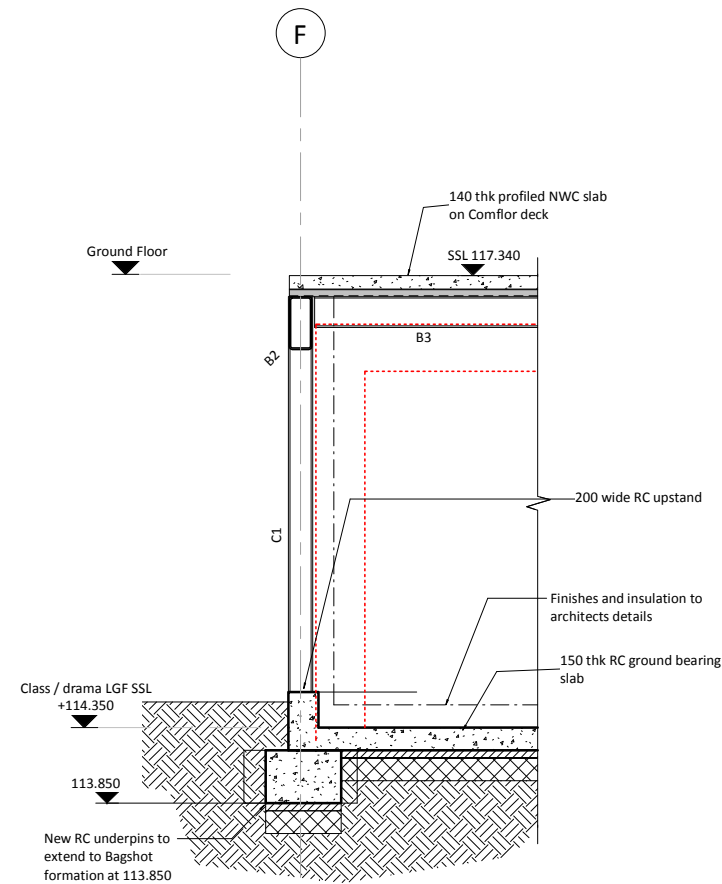 F
140 thk profiled NWC slab
on Comflor deck
Ground Floor
SSL 117.340
B3
B2
200 wide RC upstand
C1
Finishes and insulation to
architects details
150 thk RC ground bearing
slab
Class / drama LGF SSL
+114.350
113.850
New RC underpins to
extend to Bagshot
formation at 113.850